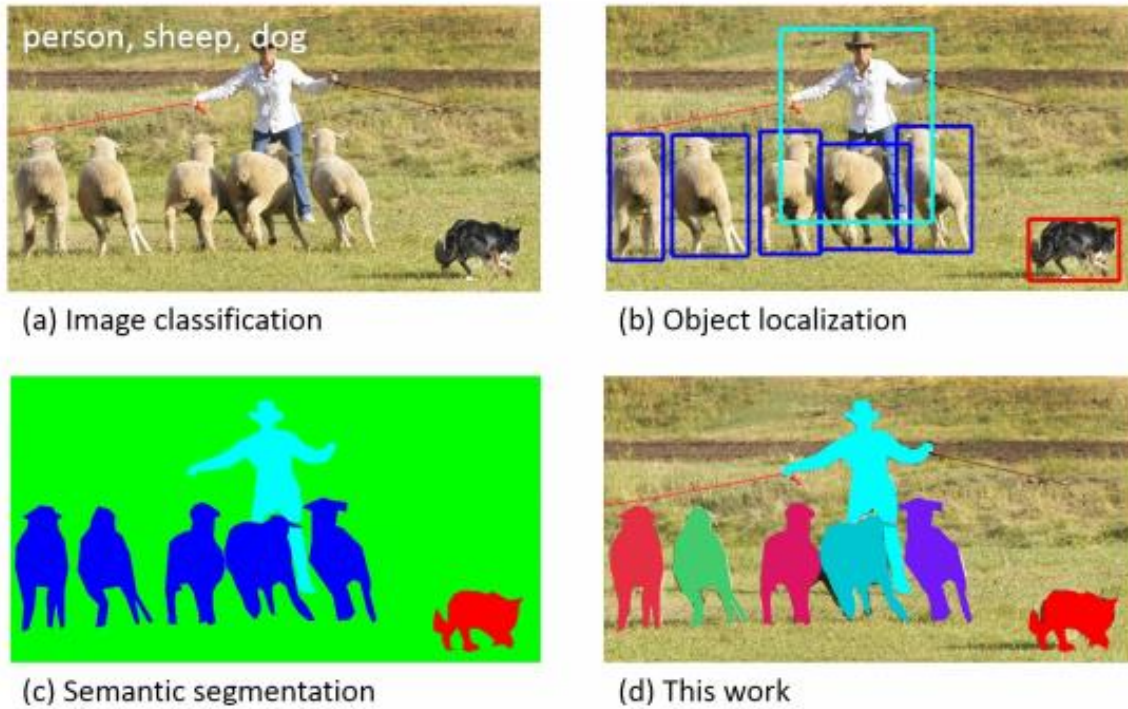 person, sheep, dog
(a) Image classification
(b) Object localization
(c) Semantic segmentation
(d) This work